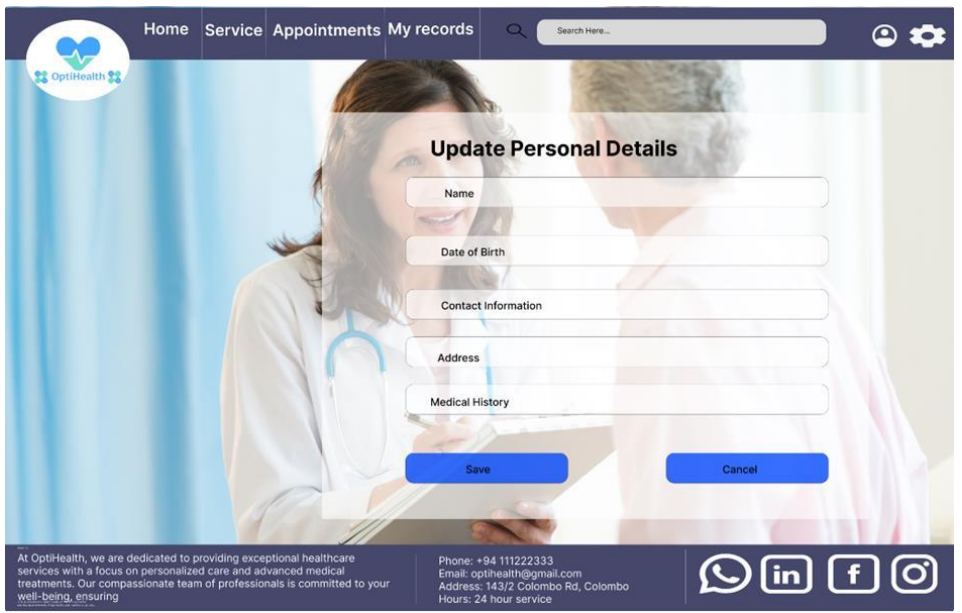 Home
Service
Appointments
My records
Search Here...
OptiHealth
Update Personal Details
Name
Date of Birth
Contact Information
Address
Medical History
Save
Cancel
At OptiHealth, we are dedicated to providing exceptional healthcare
services with a focus on personalized care and advanced medical
treatments. Our compassionate team of professionals is committed to your
well-being, ensuring
Phone: +94 111222333
Email: optihealth@gmail.com
Address: 143/2 Colombo Rd, Colombo
Hours: 24 hour service
in
f